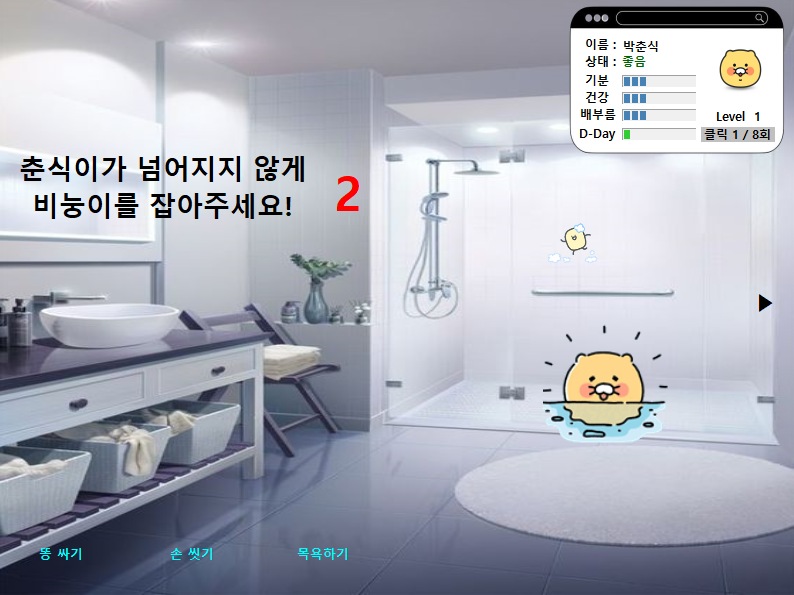 이름 : 박춘식
상태 : 좋음
기분
건강
배부름
Level 1
D-Day
클릭 1 / 8회
춘식이가 넘어지지 않게
비눙이를 잡아주세요!
2
똥 싸기
손 씻기
목욕하기